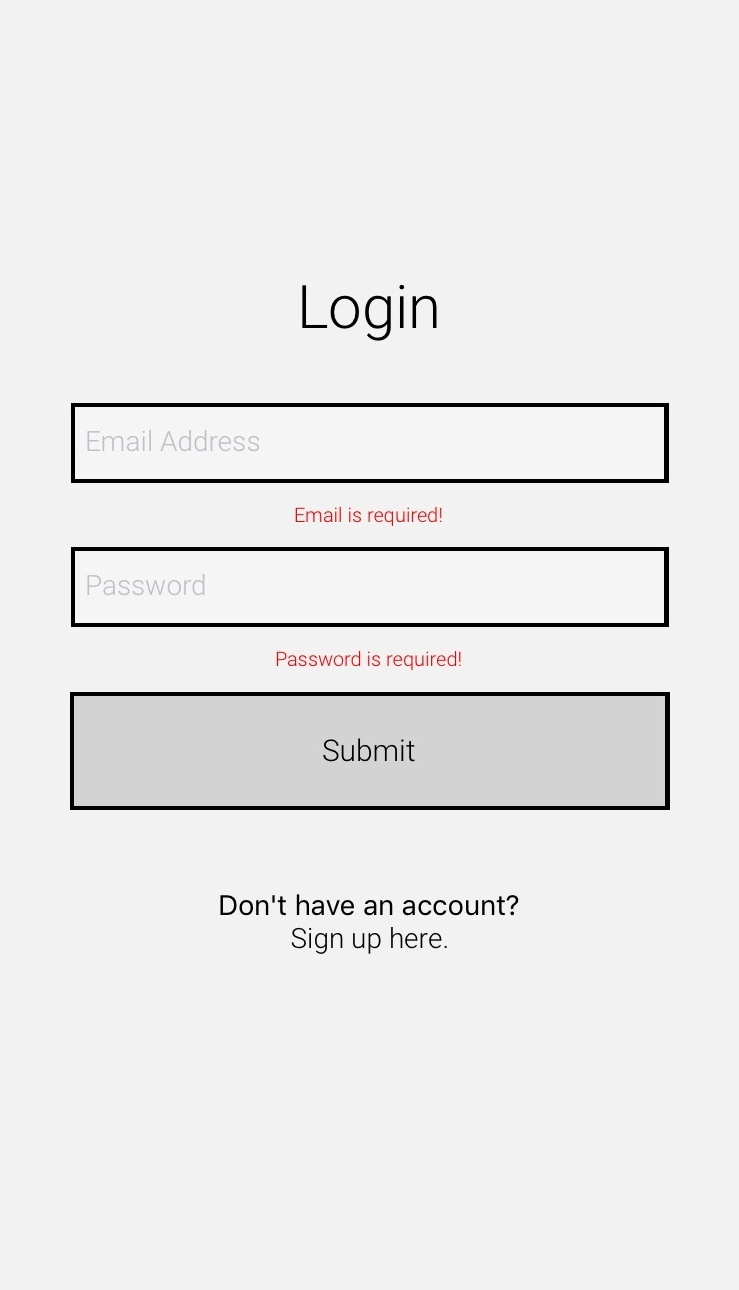 Login
Email Address
Email is required!
Password
Password is required!
Submit
Don't have an account?
Sign up here.